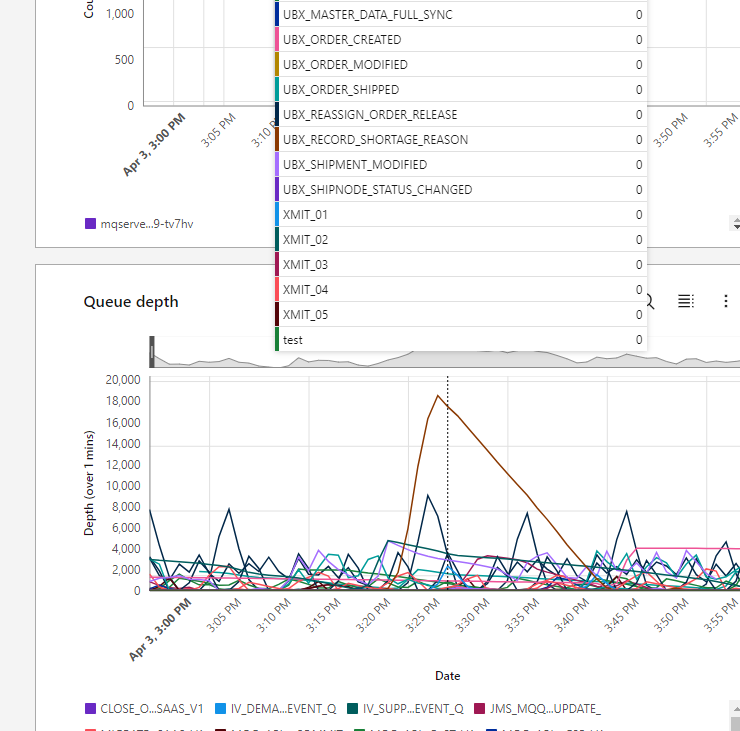 Cou
1,000
500
0
Apr 3, 3:00 PM
3:05 PM
3:10 P
3:50 PM
3:55 PM
mqserve...9-tv7hv
UBX_MASTER_DATA_FULL_SYNC 0
UBX_ORDER_CREATED 0
UBX_ORDER_MODIFIED 0
UBX_ORDER_SHIPPED 0
UBX_REASSIGN_ORDER_RELEASE 0
UBX_RECORD_SHORTAGE_REASON 0
UBX_SHIPMENT_MODIFIED 0
UBX_SHIPNODE_STATUS_CHANGED 0
XMIT_01 0
XMIT_02 0
XMIT_03 0
XMIT_04 0
XMIT_05 0
test 0
Queue depth
Depth (over 1 mins)
20,000
18,000
16,000
14,000
12,000
10,000
8,000
6,000
4,000
2,000
0
Apr 3, 3:00 PM
3:05 PM
3:10 PM
3:15 PM
3:20 PM
3:25 PM
3:30 PM
3:35 PM
3:40 PM
3:45 PM
3:50 PM
3:55 PM
Date
CLOSE_O...SAAS_V1 IV_DEMA...EVENT_Q IV_SUPP...EVENT_Q JMS_MQQ...UPDATE_